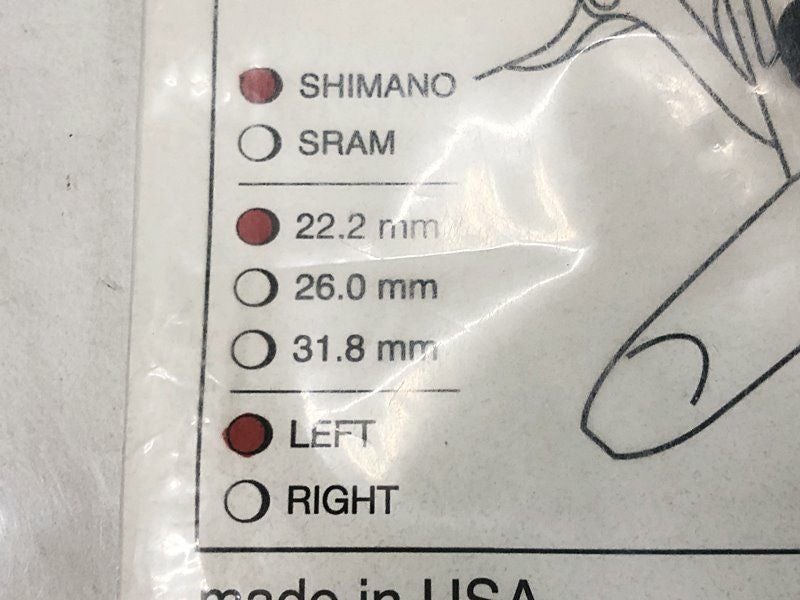 SHIMANO
SRAM
22.2 mm
26.0 mm
31.8 mm
LEFT
RIGHT
made in USA